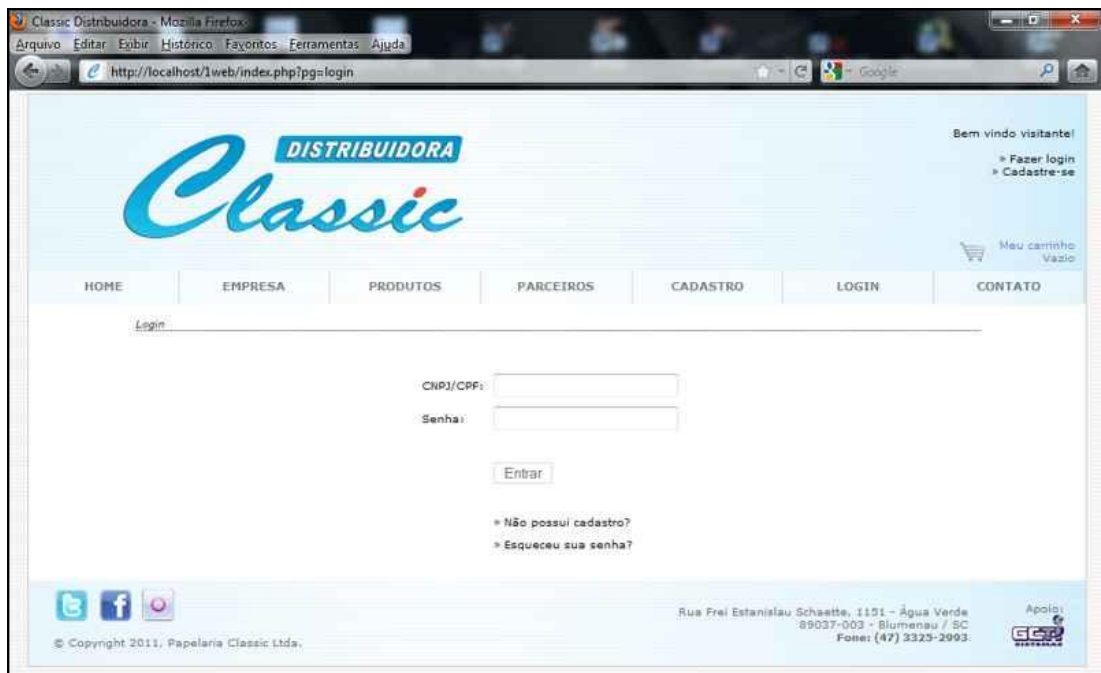 Classic Distribuidora - Mozilla Firefox
Arquivo Editar Exibir Histórico Favoritos Ferramentas Ajuda
http://localhost/1web/index.php?pg=login
Google
DISTRIBUIDORA
Classic
Bem vindo visitante!
» Fazer login
» Cadastre-se
Meu carrinho
Vazio
HOME EMPRESA PRODUTOS PARCEIROS CADASTRO LOGIN CONTATO
Login
CNPJ/CPF:
Senha:
Entrar
» Não possui cadastro?
» Esqueceu sua senha?
Rua Frei Estanislau Schaette, 1151 - Água Verde
89037-003 - Blumenau / SC
Fone: (47) 3325-2993
Apoio:
SISTEMAS
© Copyright 2011, Papelaria Classic Ltda.